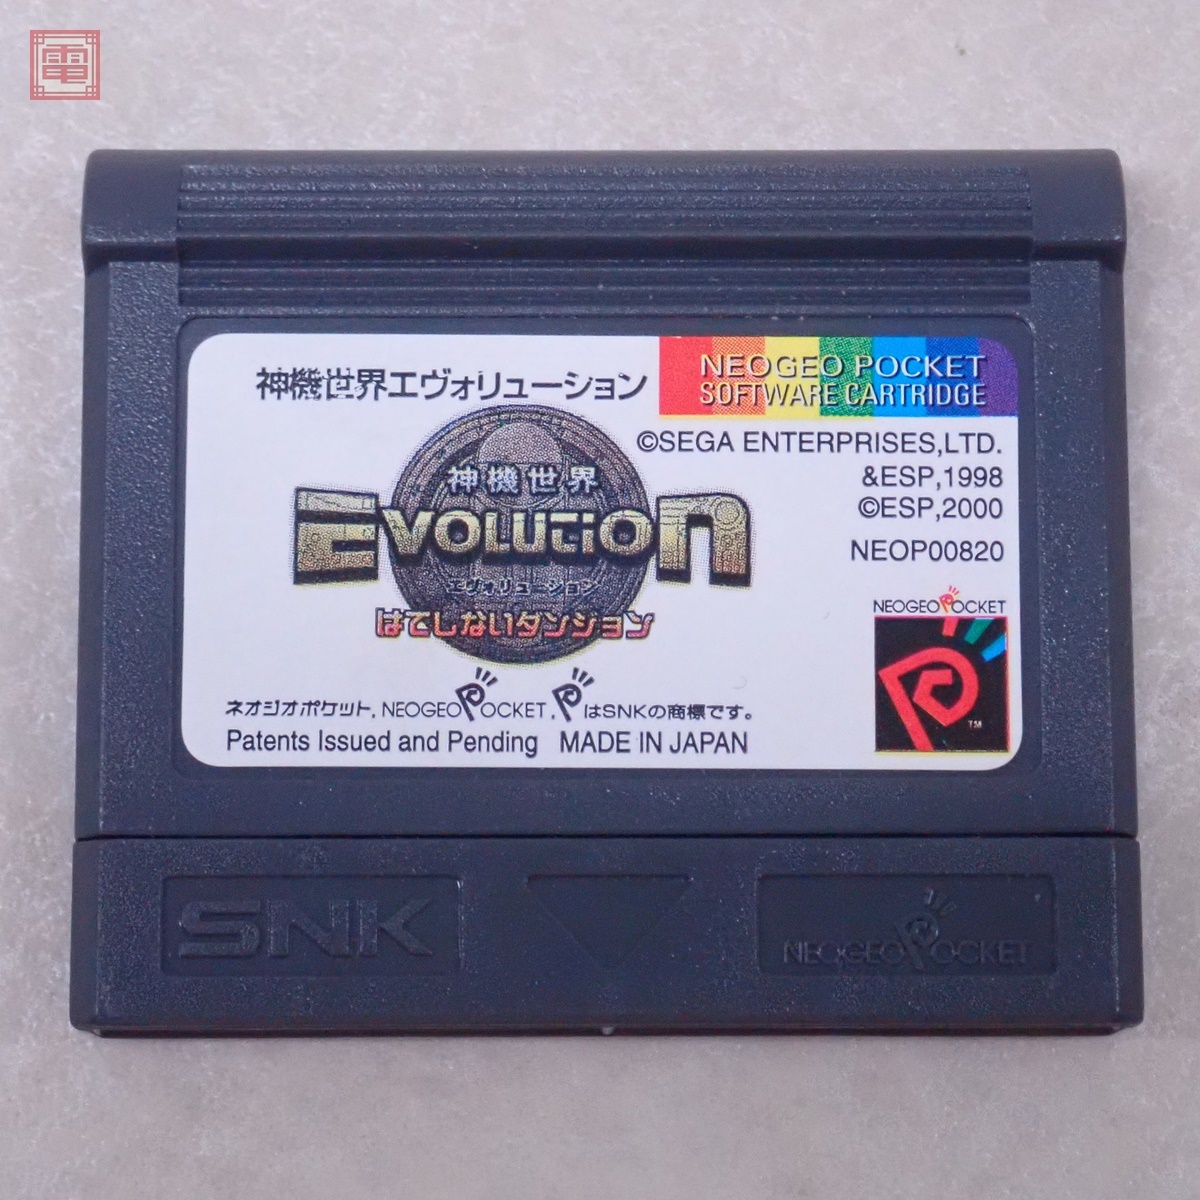 電
神機世界エヴォリューション
NEOGEO POCKET
SOFTWARE CARTRIDGE
©SEGA ENTERPRISES,LTD.
&ESP,1998
©ESP,2000
NEOP00820
神機世界
EVOLUTION
エヴォリューション
はてしないダンジョン
NEOGEO POCKET
TM
ネオジオポケット, NEOGEO POCKET , P はSNKの商標です。
Patents Issued and Pending MADE IN JAPAN
SNK
NEOGEO POCKET